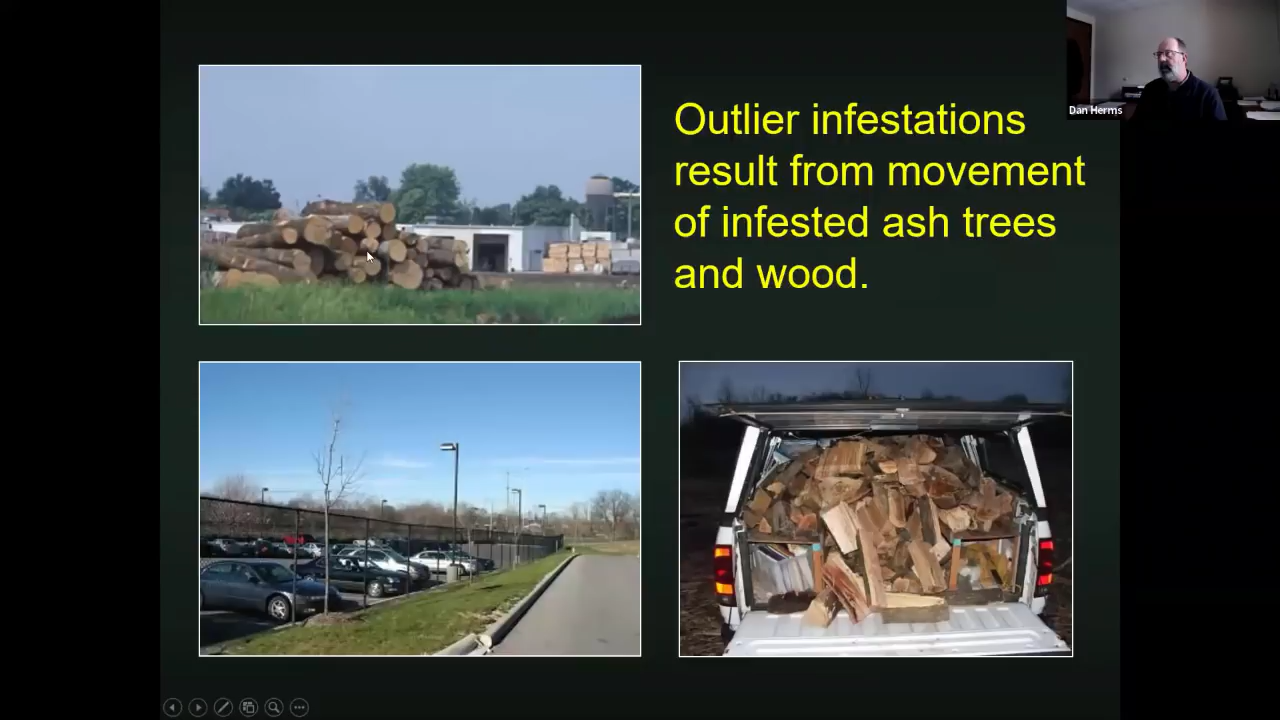 Outlier infestations
result from movement
of infested ash trees
and wood.
Dan Herms